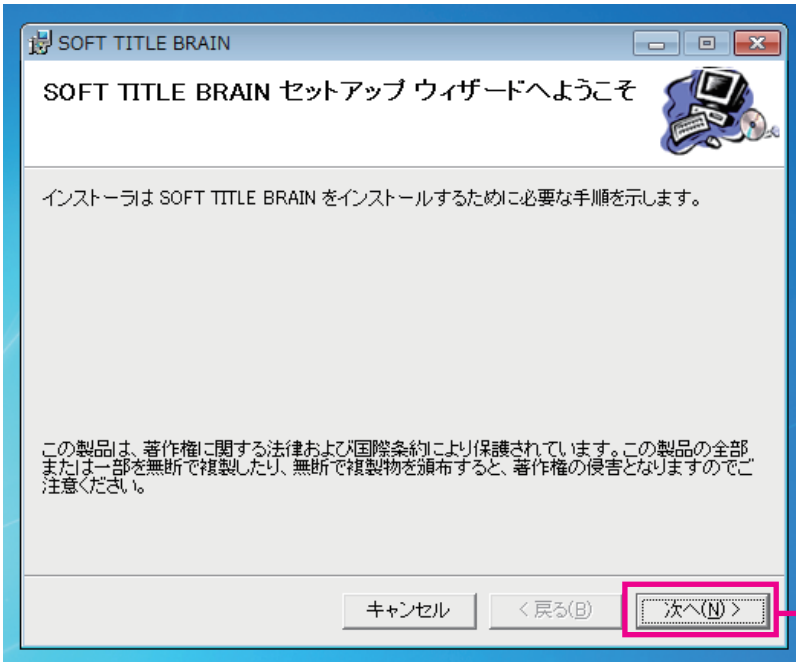 SOFT TITLE BRAIN
SOFT TITLE BRAIN セットアップ ウィザードへようこそ
インストーラは SOFT TITLE BRAIN をインストールするために必要な手順を示します。
この製品は、著作権に関する法律および国際条約により保護されています。この製品の全部
または一部を無断で複製したり、無断で複製物を頒布すると、著作権の侵害となりますのでご
注意ください。
キャンセル
< 戻る(B)
次へ(N) >